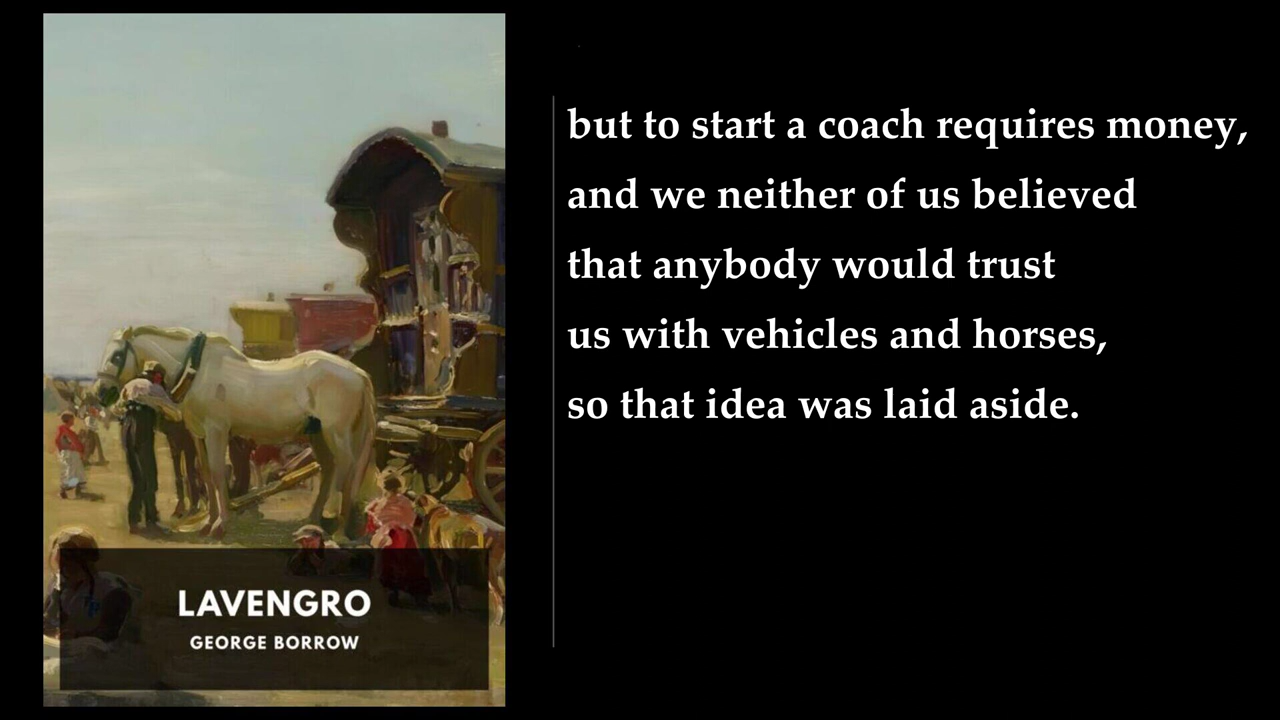 but to start a coach requires money,
and we neither of us believed
that anybody would trust
us with vehicles and horses,
so that idea was laid aside.
LAVENGRO
GEORGE BORROW